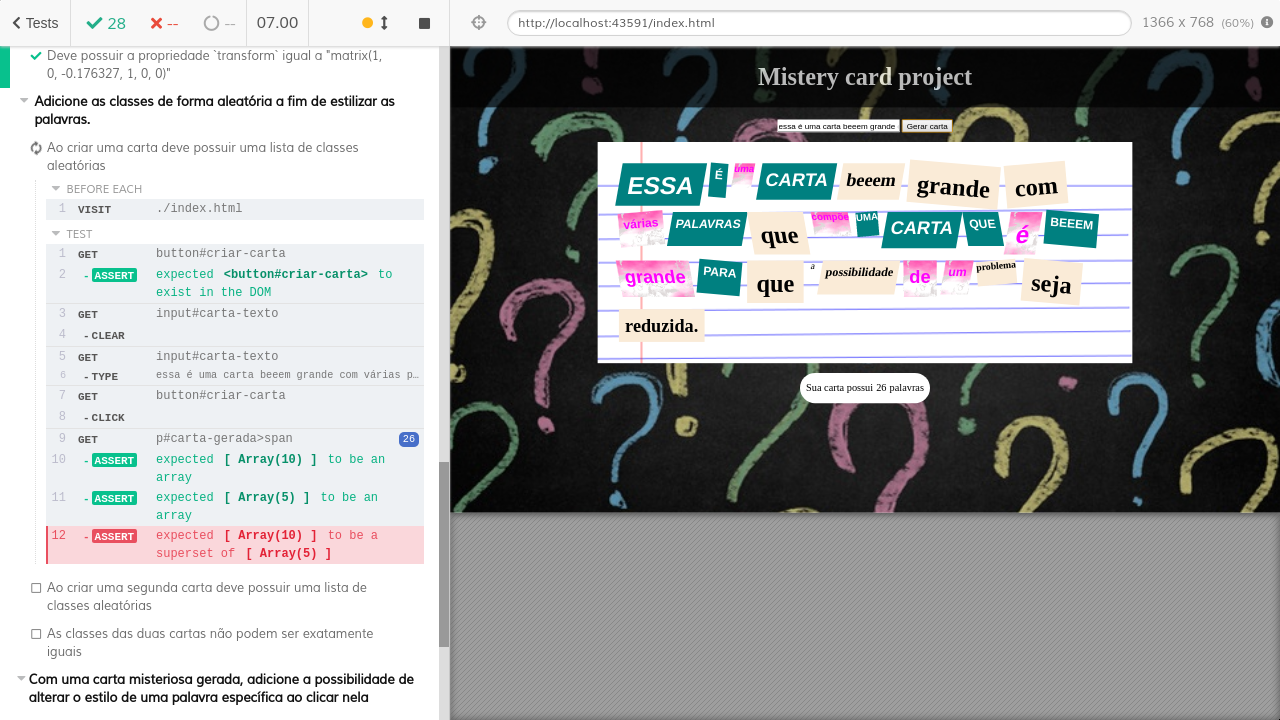 Tests
28
--
--
07.00
http://localhost:43591/index.html
1366 x 768 (60%)
Deve possuir a propriedade `transform` igual a "matrix(1,
0, -0.176327, 1, 0, 0)"
Adicione as classes de forma aleatória a fim de estilizar as
palavras.
Ao criar uma carta deve possuir uma lista de classes
aleatórias
BEFORE EACH
1 VISIT ./index.html
TEST
1 GET button#criar-carta
2 - ASSERT expected <button#criar-carta> to
exist in the DOM
3 GET input#carta-texto
4 - CLEAR
5 GET input#carta-texto
6 - TYPE essa é uma carta beeem grande com várias p…
7 GET button#criar-carta
8 - CLICK
9 GET p#carta-gerada>span 26
10 - ASSERT expected [ Array(10) ] to be an
array
11 - ASSERT expected [ Array(5) ] to be an
array
12 - ASSERT expected [ Array(10) ] to be a
superset of [ Array(5) ]
Ao criar uma segunda carta deve possuir uma lista de
classes aleatórias
As classes das duas cartas não podem ser exatamente
iguais
Com uma carta misteriosa gerada, adicione a possibilidade de
alterar o estilo de uma palavra específica ao clicar nela
Mistery card project
essa é uma carta beeem grande Gerar carta
ESSA É uma CARTA beeem grande com
várias PALAVRAS que compõe UMA CARTA QUE é BEEEM
grande PARA que a possibilidade de um problema seja
reduzida.
Sua carta possui 26 palavras